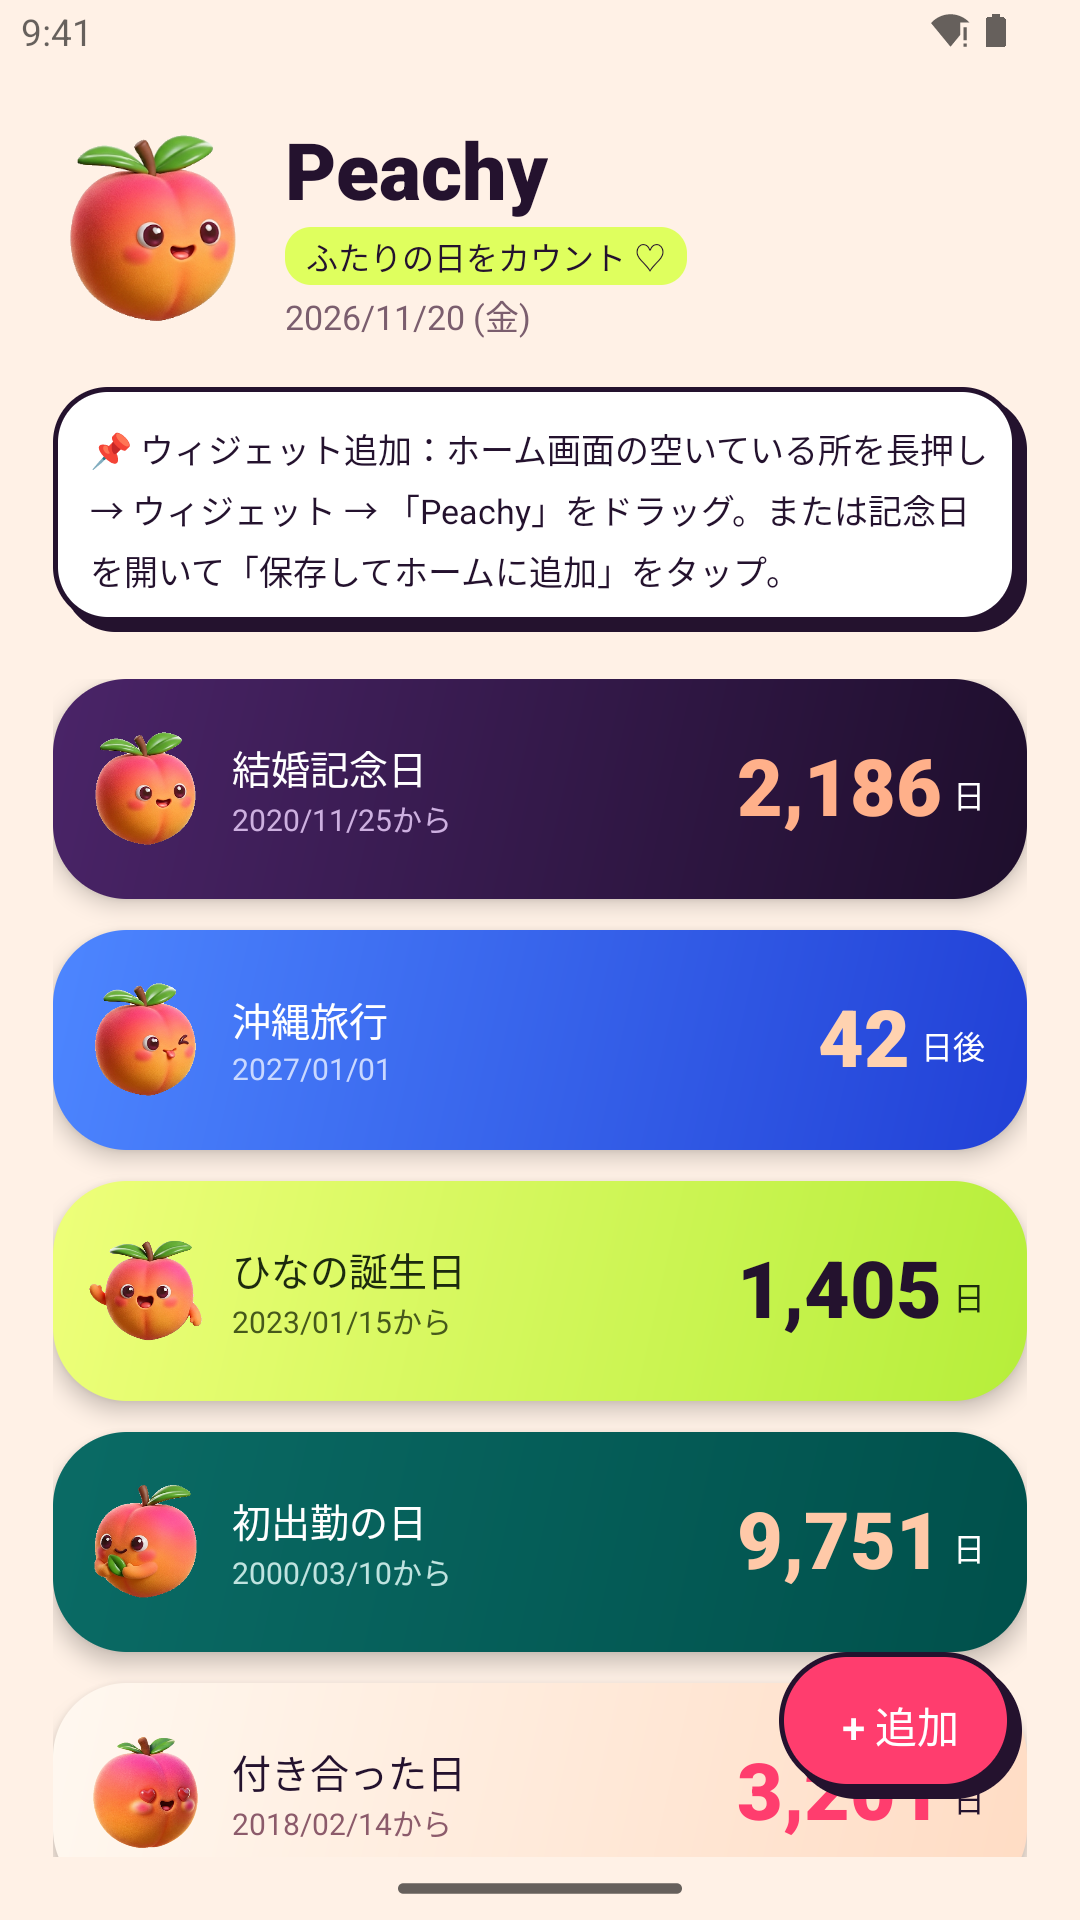 9:41
Peachy
ふたりの日をカウント ♡
2026/11/20 (金)
📌 ウィジェット追加：ホーム画面の空いている所を長押し
→ ウィジェット → 「Peachy」をドラッグ。または記念日
を開いて「保存してホームに追加」をタップ。
結婚記念日
2020/11/25から
2,186 日
沖縄旅行
2027/01/01
42 日後
ひなの誕生日
2023/01/15から
1,405 日
初出勤の日
2000/03/10から
9,751 日
+ 追加
付き合った日
2018/02/14から
日